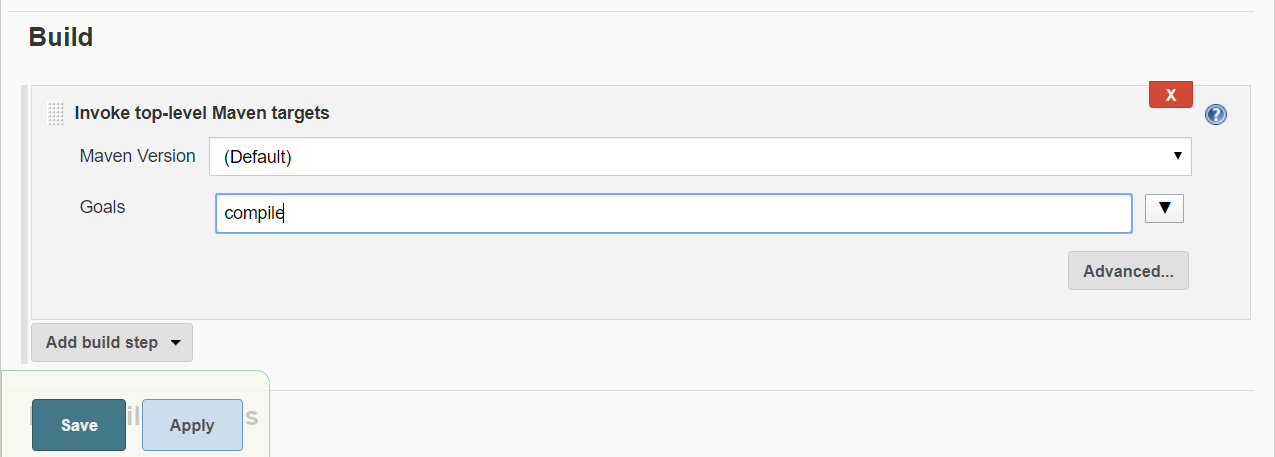 Build
Invoke top-level Maven targets
X
?
Maven Version
(Default)
Goals
compile
Advanced...
Add build step
Save
Apply